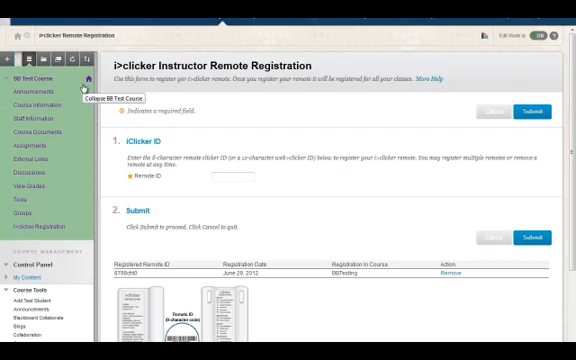 i>clicker Remote Registration
Edit Mode is:
ON
?
BB Test Course
Collapse BB Test Course
Announcements
Course Information
Staff Information
Course Documents
Assignments
External Links
Discussions
View Grades
Tools
Groups
i>clicker Registration
COURSE MANAGEMENT
Control Panel
My Content
Course Tools
Add Test Student
Announcements
Blackboard Collaborate
Blogs
Collaboration
i>clicker Instructor Remote Registration
Use this form to register your i>clicker remote. Once you register your remote it will be registered for all your classes. More Help
Indicates a required field.
Cancel
Submit
1. iClicker ID
Enter the 8-character remote clicker ID (or a 12-character web>clicker ID) below to register your i>clicker remote. You may register multiple remotes or remove a
remote at any time.
Remote ID
2. Submit
Click Submit to proceed. Click Cancel to quit.
Cancel
Submit
Registered Remote ID Registration Date Registration In Course Action
June 29, 2012 BBTesting Remove
Remote ID
(8-character code)